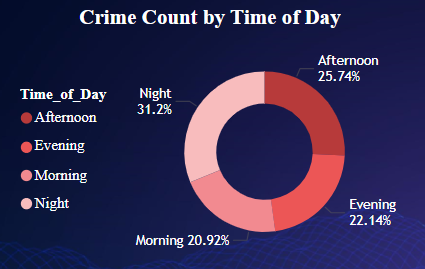 Crime Count by Time of Day
Time_of_Day
Afternoon
Evening
Morning
Night
Afternoon
25.74%
Evening
22.14%
Morning 20.92%
Night
31.2%